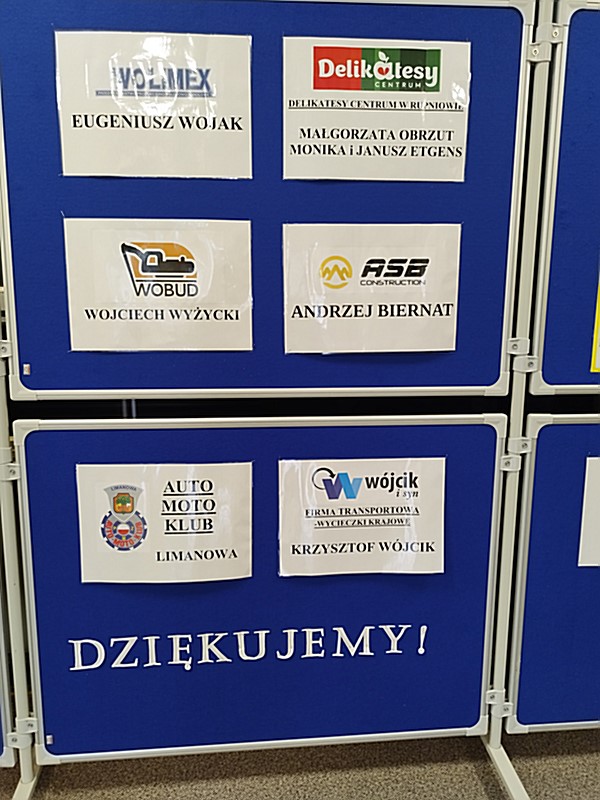 WOLIMEX
EUGENIUSZ WOJAK
Delikatesy
CENTRUM
DELIKATESY CENTRUM W RUPNIOWIE
MAŁGORZATA OBRZUT
MONIKA i JANUSZ ETGENS
WOBUD
WOJCIECH WYŻYCKI
ASB
CONSTRUCTION
ANDRZEJ BIERNAT
LIMANOWA
AUTO
MOTO
KLUB
LIMANOWA
wójcik
i syn
FIRMA TRANSPORTOWA
-WYCIECZKI KRAJOWE
KRZYSZTOF WÓJCIK
DZIĘKUJEMY!